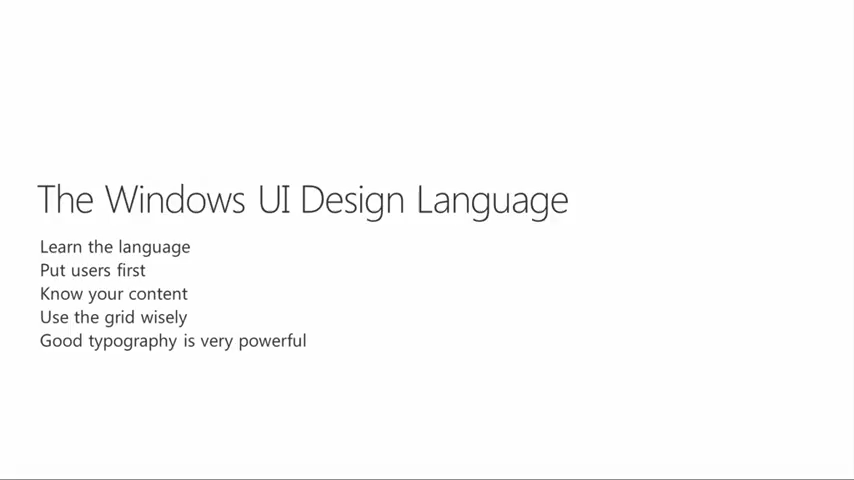 The Windows UI Design Language
Learn the language
Put users first
Know your content
Use the grid wisely
Good typography is very powerful